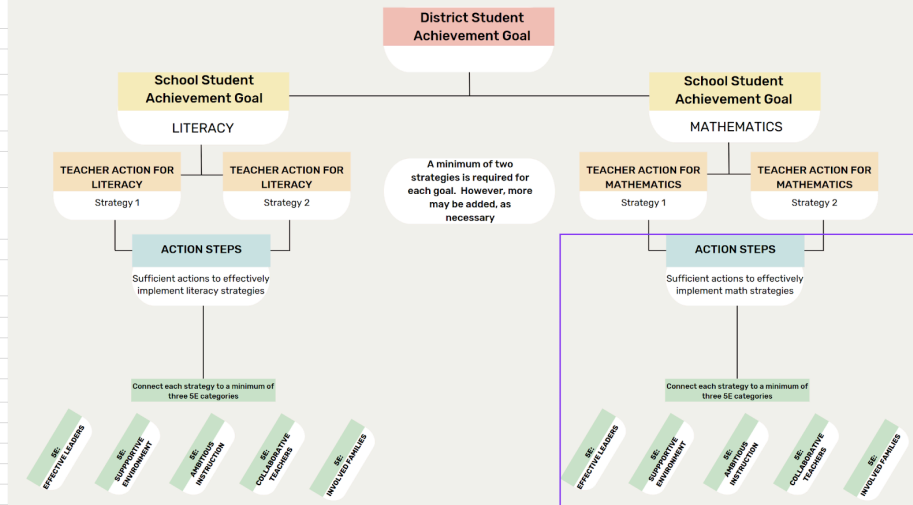 District Student
Achievement Goal
School Student
Achievement Goal
LITERACY
School Student
Achievement Goal
MATHEMATICS
TEACHER ACTION FOR
LITERACY
Strategy 1
TEACHER ACTION FOR
LITERACY
Strategy 2
A minimum of two
strategies is required for
each goal. However, more
may be added, as
necessary
TEACHER ACTION FOR
MATHEMATICS
Strategy 1
TEACHER ACTION FOR
MATHEMATICS
Strategy 2
ACTION STEPS
Sufficient actions to effectively
implement literacy strategies
ACTION STEPS
Sufficient actions to effectively
implement math strategies
Connect each strategy to a minimum of
three 5E categories
Connect each strategy to a minimum of
three 5E categories
5E:
EFFECTIVE LEADERS
5E:
SUPPPORTIVE
ENVIRONMENT
5E:
AMBITIOUS
INSTRUCTION
5E:
COLLABORATIVE
TEACHERS
5E:
INVOLVED FAMILIES
5E:
EFFECTIVE LEADERS
5E:
SUPPPORTIVE
ENVIRONMENT
5E:
AMBITIOUS
INSTRUCTION
5E:
COLLABORATIVE
TEACHERS
5E:
INVOLVED FAMILIES